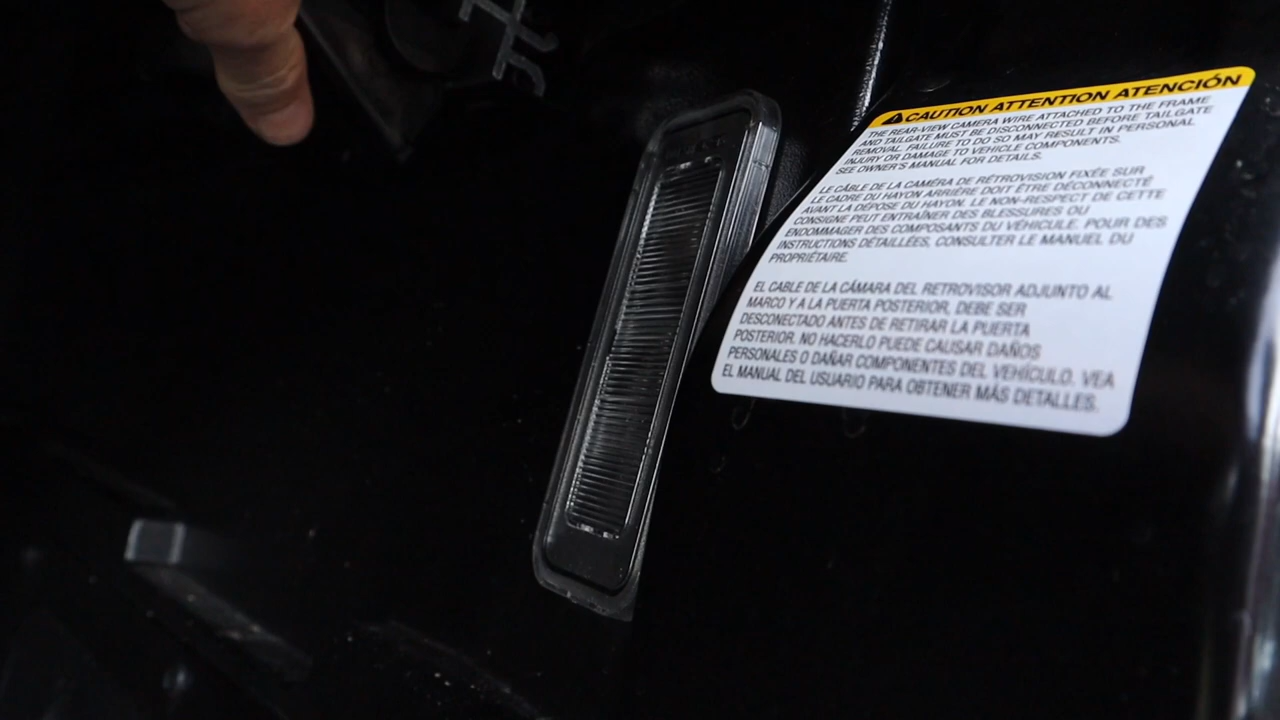 CAUTION ATTENTION ATENCIÓN
THE REAR-VIEW CAMERA WIRE ATTACHED TO THE FRAME
AND TAILGATE MUST BE DISCONNECTED BEFORE TAILGATE
REMOVAL. FAILURE TO DO SO MAY RESULT IN PERSONAL
INJURY OR DAMAGE TO VEHICLE COMPONENTS.
SEE OWNER'S MANUAL FOR DETAILS.
LE CÂBLE DE LA CAMÉRA DE RÉTROVISION FIXÉE SUR
LE CADRE DU HAYON ARRIÈRE DOIT ÊTRE DÉCONNECTÉ
AVANT LA DÉPOSE DU HAYON. LE NON-RESPECT DE CETTE
CONSIGNE PEUT ENTRAÎNER DES BLESSURES OU
ENDOMMAGER DES COMPOSANTS DU VÉHICULE. POUR DES
INSTRUCTIONS DÉTAILLÉES, CONSULTER LE MANUEL DU
PROPRIÉTAIRE.
EL CABLE DE LA CÁMARA DEL RETROVISOR ADJUNTO AL
MARCO Y A LA PUERTA POSTERIOR, DEBE SER
DESCONECTADO ANTES DE RETIRAR LA PUERTA
POSTERIOR. NO HACERLO PUEDE CAUSAR DAÑOS
PERSONALES O DAÑAR COMPONENTES DEL VEHÍCULO. VEA
EL MANUAL DEL USUARIO PARA OBTENER MÁS DETALLES.